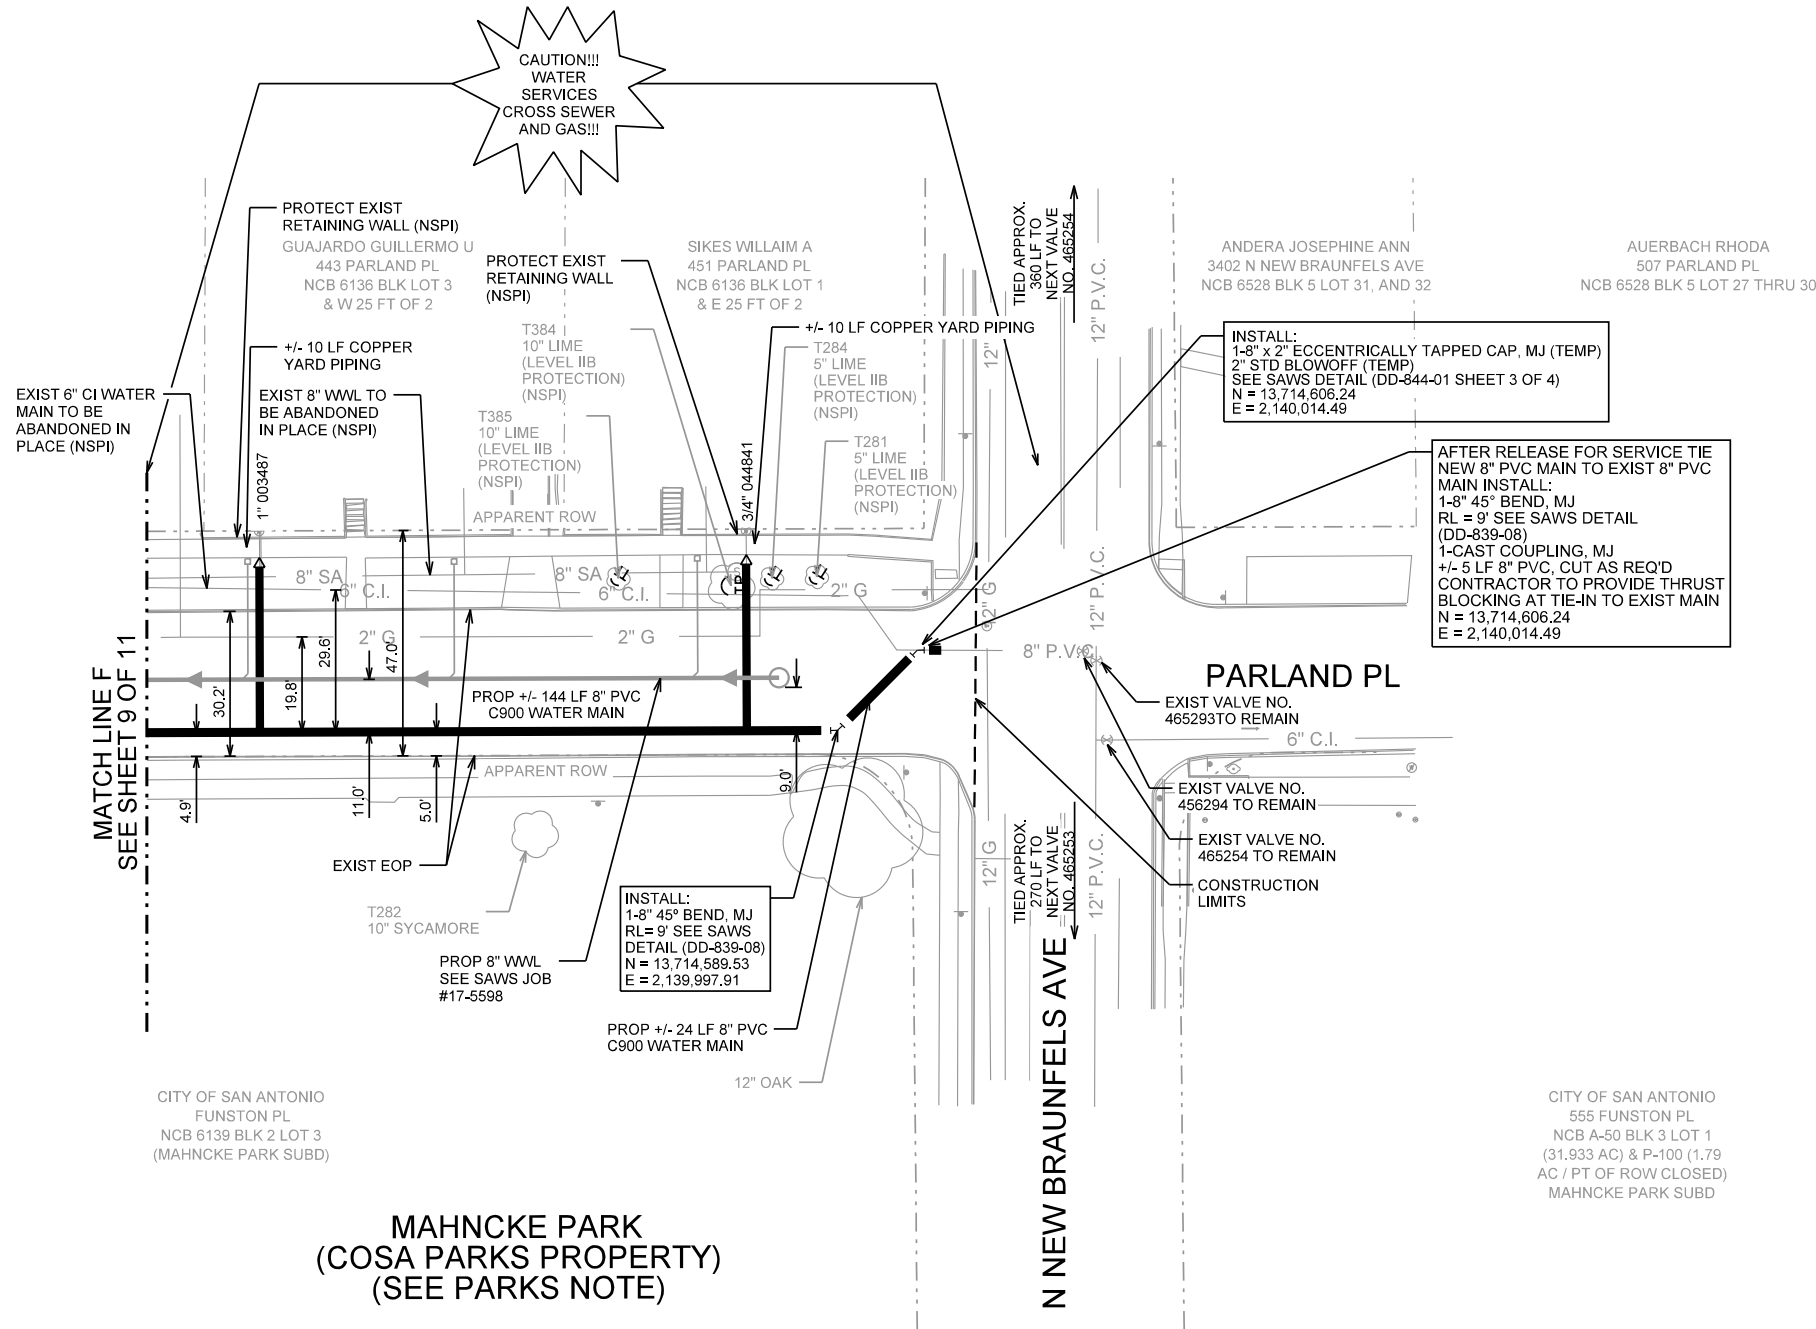 CAUTION!!!
WATER
SERVICES
CROSS SEWER
AND GAS!!!
PROTECT EXIST
RETAINING WALL (NSPI)
GUAJARDO GUILLERMO U
443 PARLAND PL
NCB 6136 BLK LOT 3
& W 25 FT OF 2
PROTECT EXIST
RETAINING WALL
(NSPI)
SIKES WILLAIM A
451 PARLAND PL
NCB 6136 BLK LOT 1
& E 25 FT OF 2
TIED APPROX.
360 LF TO
NEXT VALVE
NO. 465254
12" P.V.C.
12"
ANDERA JOSEPHINE ANN
3402 N NEW BRAUNFELS AVE
NCB 6528 BLK 5 LOT 31, AND 32
AUERBACH RHODA
507 PARLAND PL
NCB 6528 BLK 5 LOT 27 THRU 30
+/- 10 LF COPPER
YARD PIPING
T384
10" LIME
(LEVEL IIB
PROTECTION)
(NSPI)
+/- 10 LF COPPER YARD PIPING
T284
5" LIME
(LEVEL IIB
PROTECTION)
(NSPI)
INSTALL:
1-8" x 2" ECCENTRICALLY TAPPED CAP, MJ (TEMP)
2" STD BLOWOFF (TEMP)
SEE SAWS DETAIL (DD-844-01 SHEET 3 OF 4)
N = 13,714,606.24
E = 2,140,014.49
EXIST 6" CI WATER
MAIN TO BE
ABANDONED IN
PLACE (NSPI)
EXIST 8" WWL TO
BE ABANDONED
IN PLACE (NSPI)
T385
10" LIME
(LEVEL IIB
PROTECTION)
(NSPI)
T281
5" LIME
(LEVEL IIB
PROTECTION)
(NSPI)
AFTER RELEASE FOR SERVICE TIE
NEW 8" PVC MAIN TO EXIST 8" PVC
MAIN INSTALL:
1-8" 45° BEND, MJ
RL = 9' SEE SAWS DETAIL
(DD-839-08)
1-CAST COUPLING, MJ
+/- 5 LF 8" PVC, CUT AS REQ'D
CONTRACTOR TO PROVIDE THRUST
BLOCKING AT TIE-IN TO EXIST MAIN
N = 13,714,606.24
E = 2,140,014.49
1" 003487
3/4" 044841
APPARENT ROW
8" SA
6" C.I.
8" SA
6" C.I.
T.P.
2" G
2" G
12" P.V.C.
2" G
2" G
8" P.V.C.
30.2'
19.8'
29.6'
47.0'
MATCH LINE F
SEE SHEET 9 OF 11
PROP +/- 144 LF 8" PVC
C900 WATER MAIN
PARLAND PL
EXIST VALVE NO.
465293TO REMAIN
6" C.I.
APPARENT ROW
4.9'
11.0'
5.0'
9.0'
EXIST VALVE NO.
456294 TO REMAIN
EXIST VALVE NO.
465254 TO REMAIN
CONSTRUCTION
LIMITS
EXIST EOP
12" G
TIED APPROX.
270 LF TO
NEXT VALVE
NO. 465253
12" P.V.C.
T282
10" SYCAMORE
INSTALL:
1-8" 45° BEND, MJ
RL= 9' SEE SAWS
DETAIL (DD-839-08)
N = 13,714,589.53
E = 2,139,997.91
PROP 8" WWL
SEE SAWS JOB
#17-5598
PROP +/- 24 LF 8" PVC
C900 WATER MAIN
12" OAK
N NEW BRAUNFELS AVE
CITY OF SAN ANTONIO
FUNSTON PL
NCB 6139 BLK 2 LOT 3
(MAHNCKE PARK SUBD)
CITY OF SAN ANTONIO
555 FUNSTON PL
NCB A-50 BLK 3 LOT 1
(31.933 AC) & P-100 (1.79
AC / PT OF ROW CLOSED)
MAHNCKE PARK SUBD
MAHNCKE PARK
(COSA PARKS PROPERTY)
(SEE PARKS NOTE)